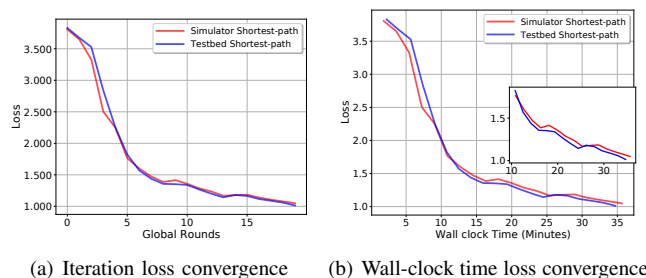 Simulator Shortest-path
Testbed Shortest-path
3.500
3.000
2.500
2.000
1.500
1.000
Loss
0
5
10
15
Global Rounds
(a) Iteration loss convergence
Simulator Shortest-path
Testbed Shortest-path
3.5
3.0
2.5
2.0
1.5
1.0
Loss
1.5
1.0
10
20
30
5
10
15
20
25
30
35
Wall clock Time (Minutes)
(b) Wall-clock time loss convergence